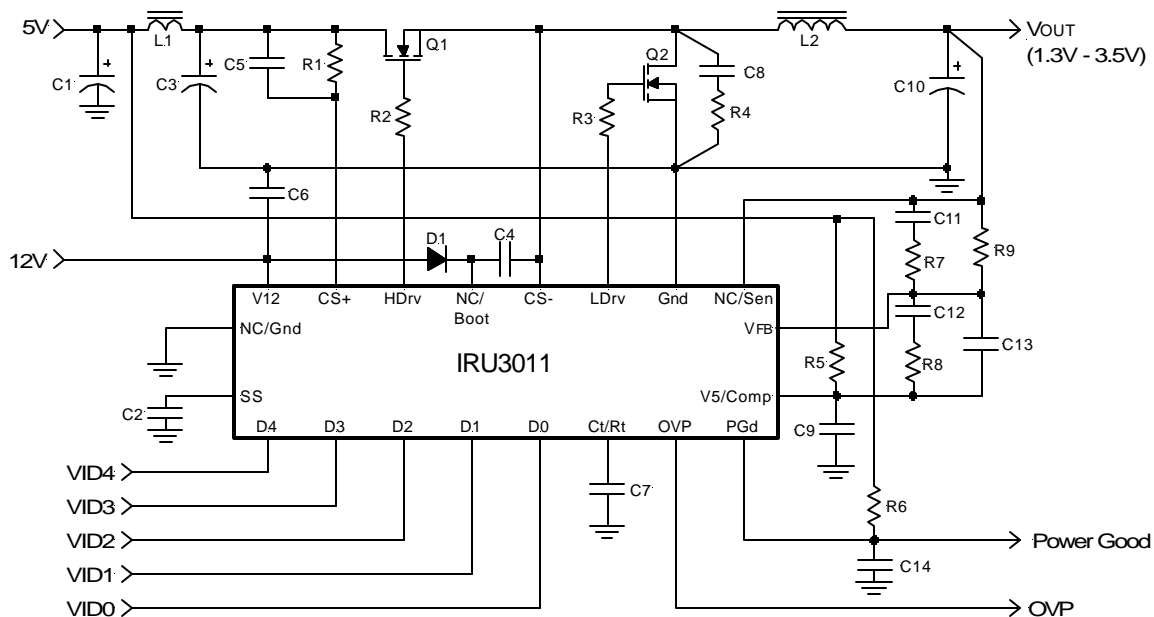 5V
L1
Q1
L2
VOUT
(1.3V - 3.5V)
C1
C3
C5
R1
R2
Q2
R3
C8
R4
C10
C6
C11
R7
R9
12V
D1
C4
V12
CS+
HDrv
NC/
Boot
CS-
LDrv
Gnd
NC/Sen
NC/Gnd
VFB
C12
C13
IRU3011
R5
R8
SS
V5/Comp
C2
D4
D3
D2
D1
D0
Ct/Rt
OVP
PGd
C9
VID4
C7
VID3
R6
VID2
Power Good
VID1
C14
VID0
OVP